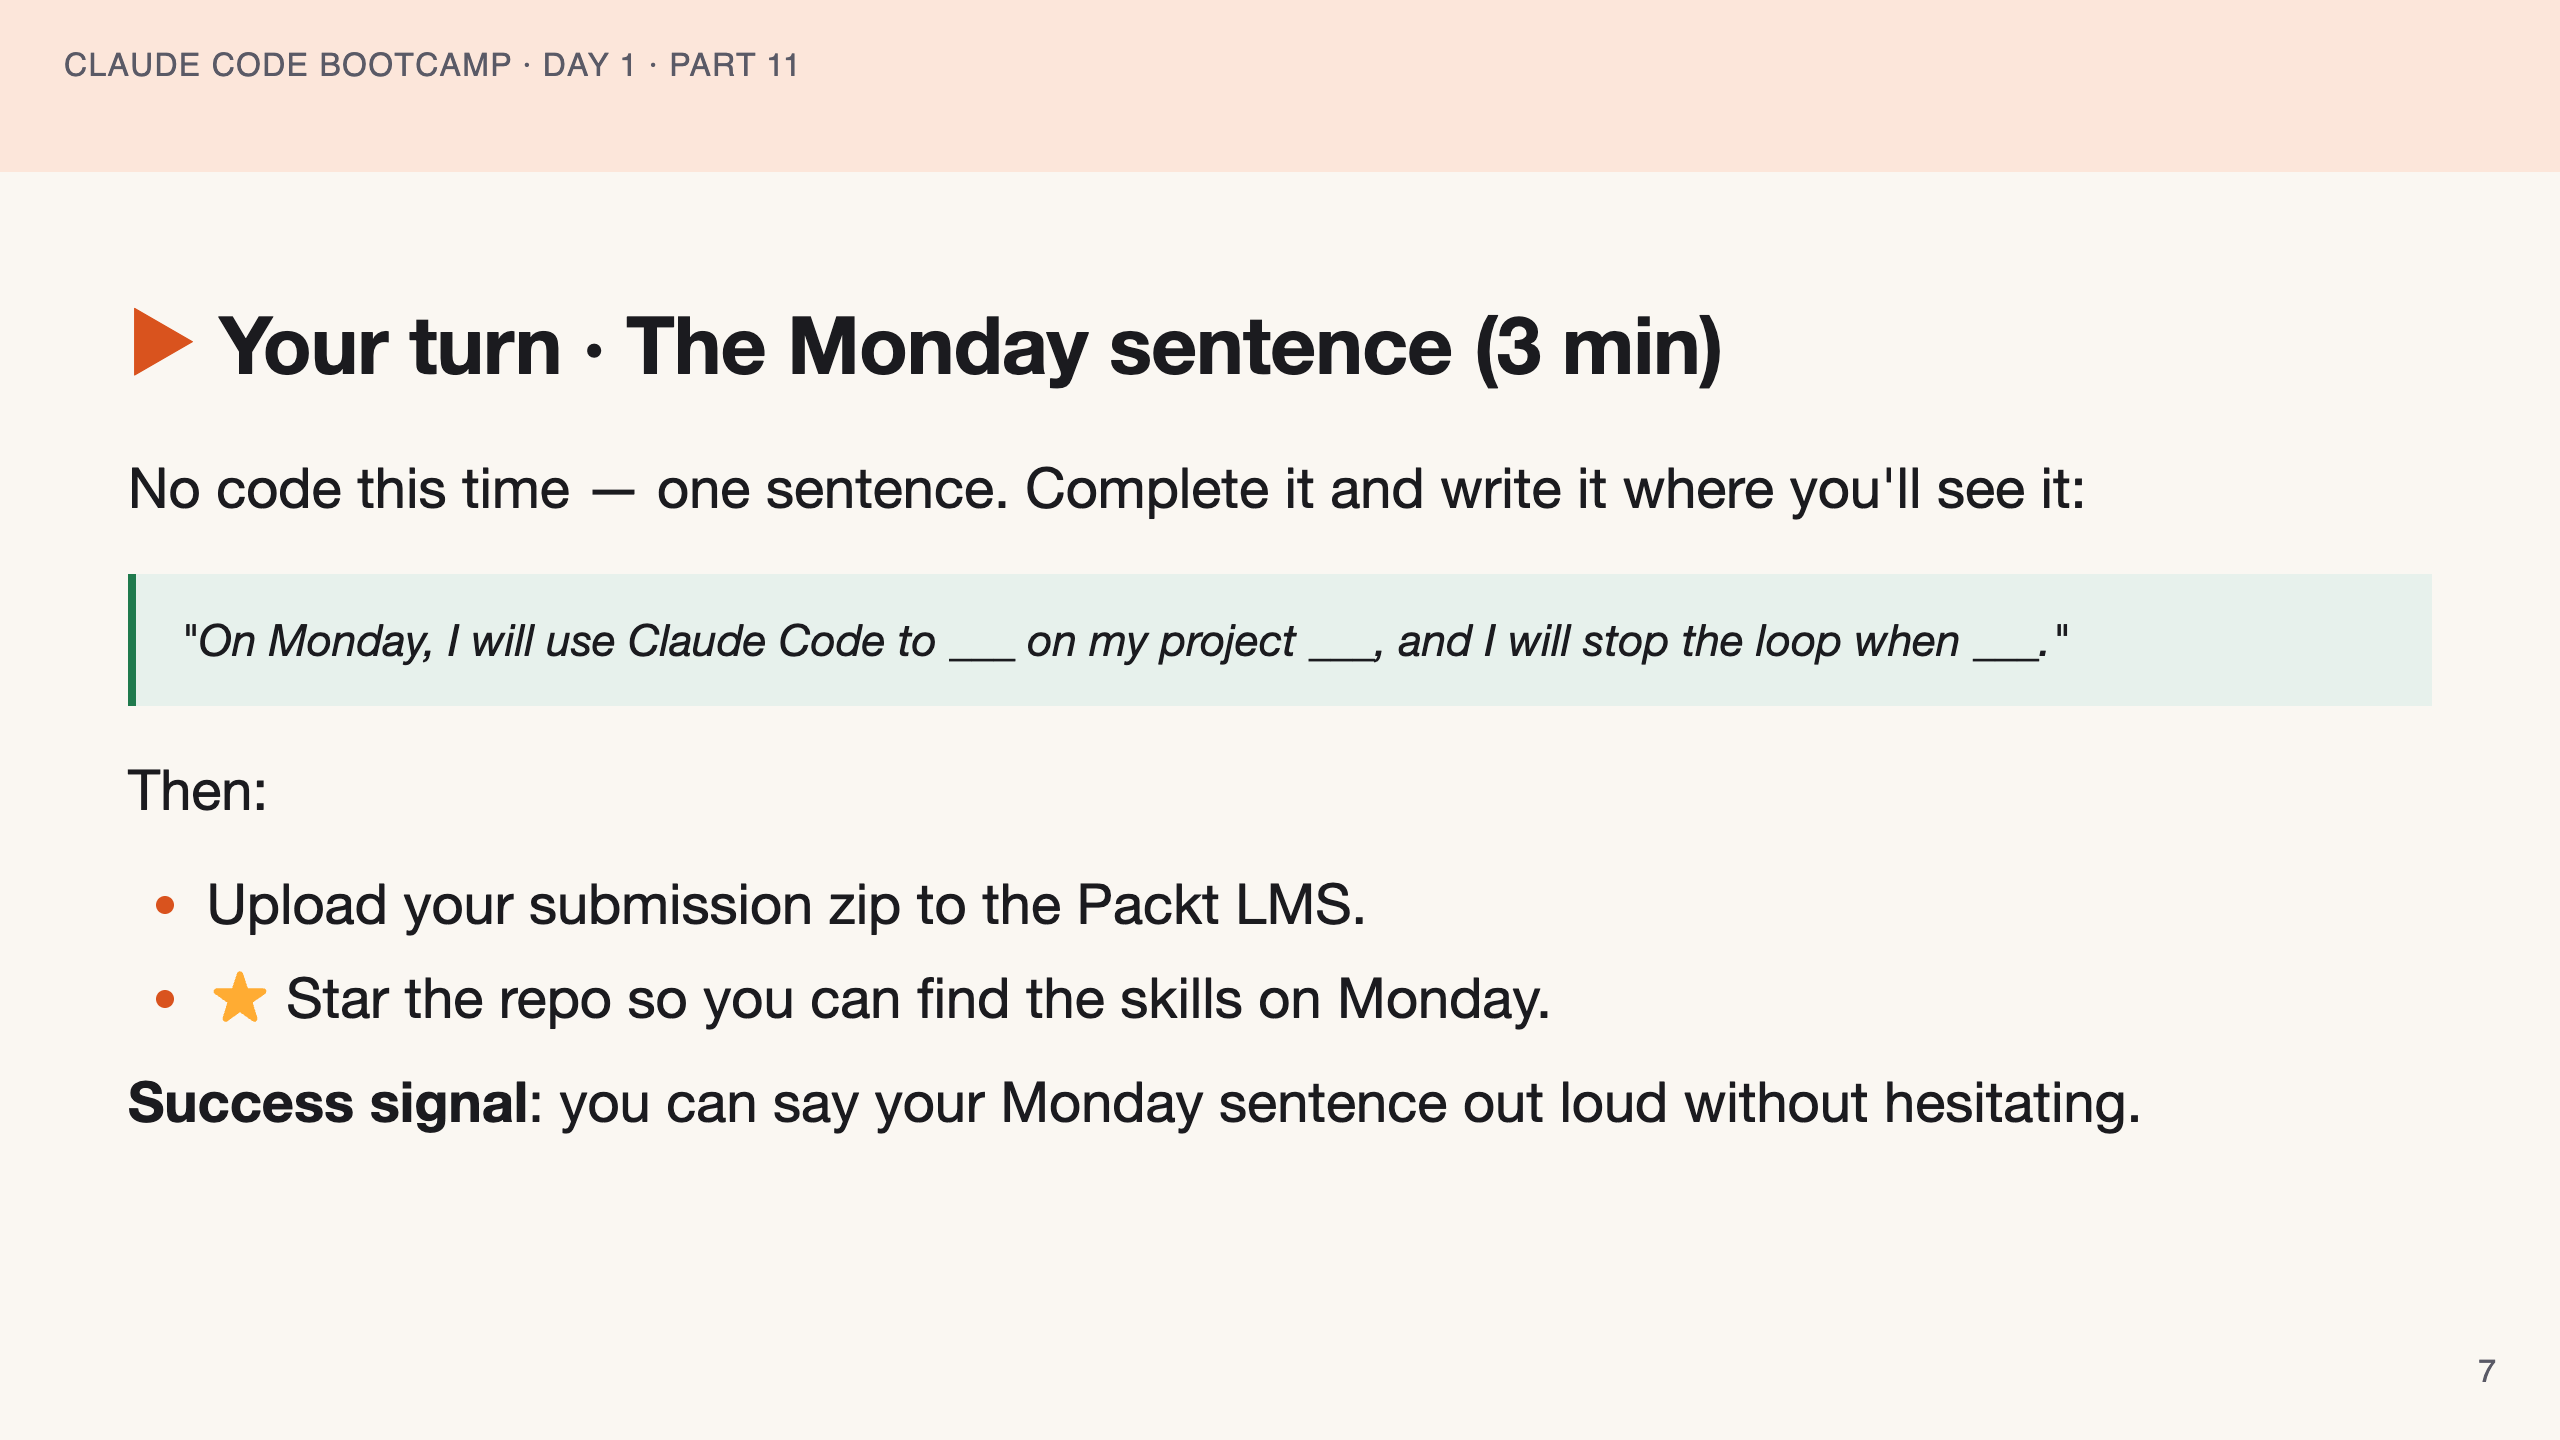 CLAUDE CODE BOOTCAMP · DAY 1 · PART 11
▶ Your turn · The Monday sentence (3 min)
No code this time — one sentence. Complete it and write it where you'll see it:
"On Monday, I will use Claude Code to ___ on my project ___, and I will stop the loop when ___."
Then:
• Upload your submission zip to the Packt LMS.
• ⭐ Star the repo so you can find the skills on Monday.
Success signal: you can say your Monday sentence out loud without hesitating.
7